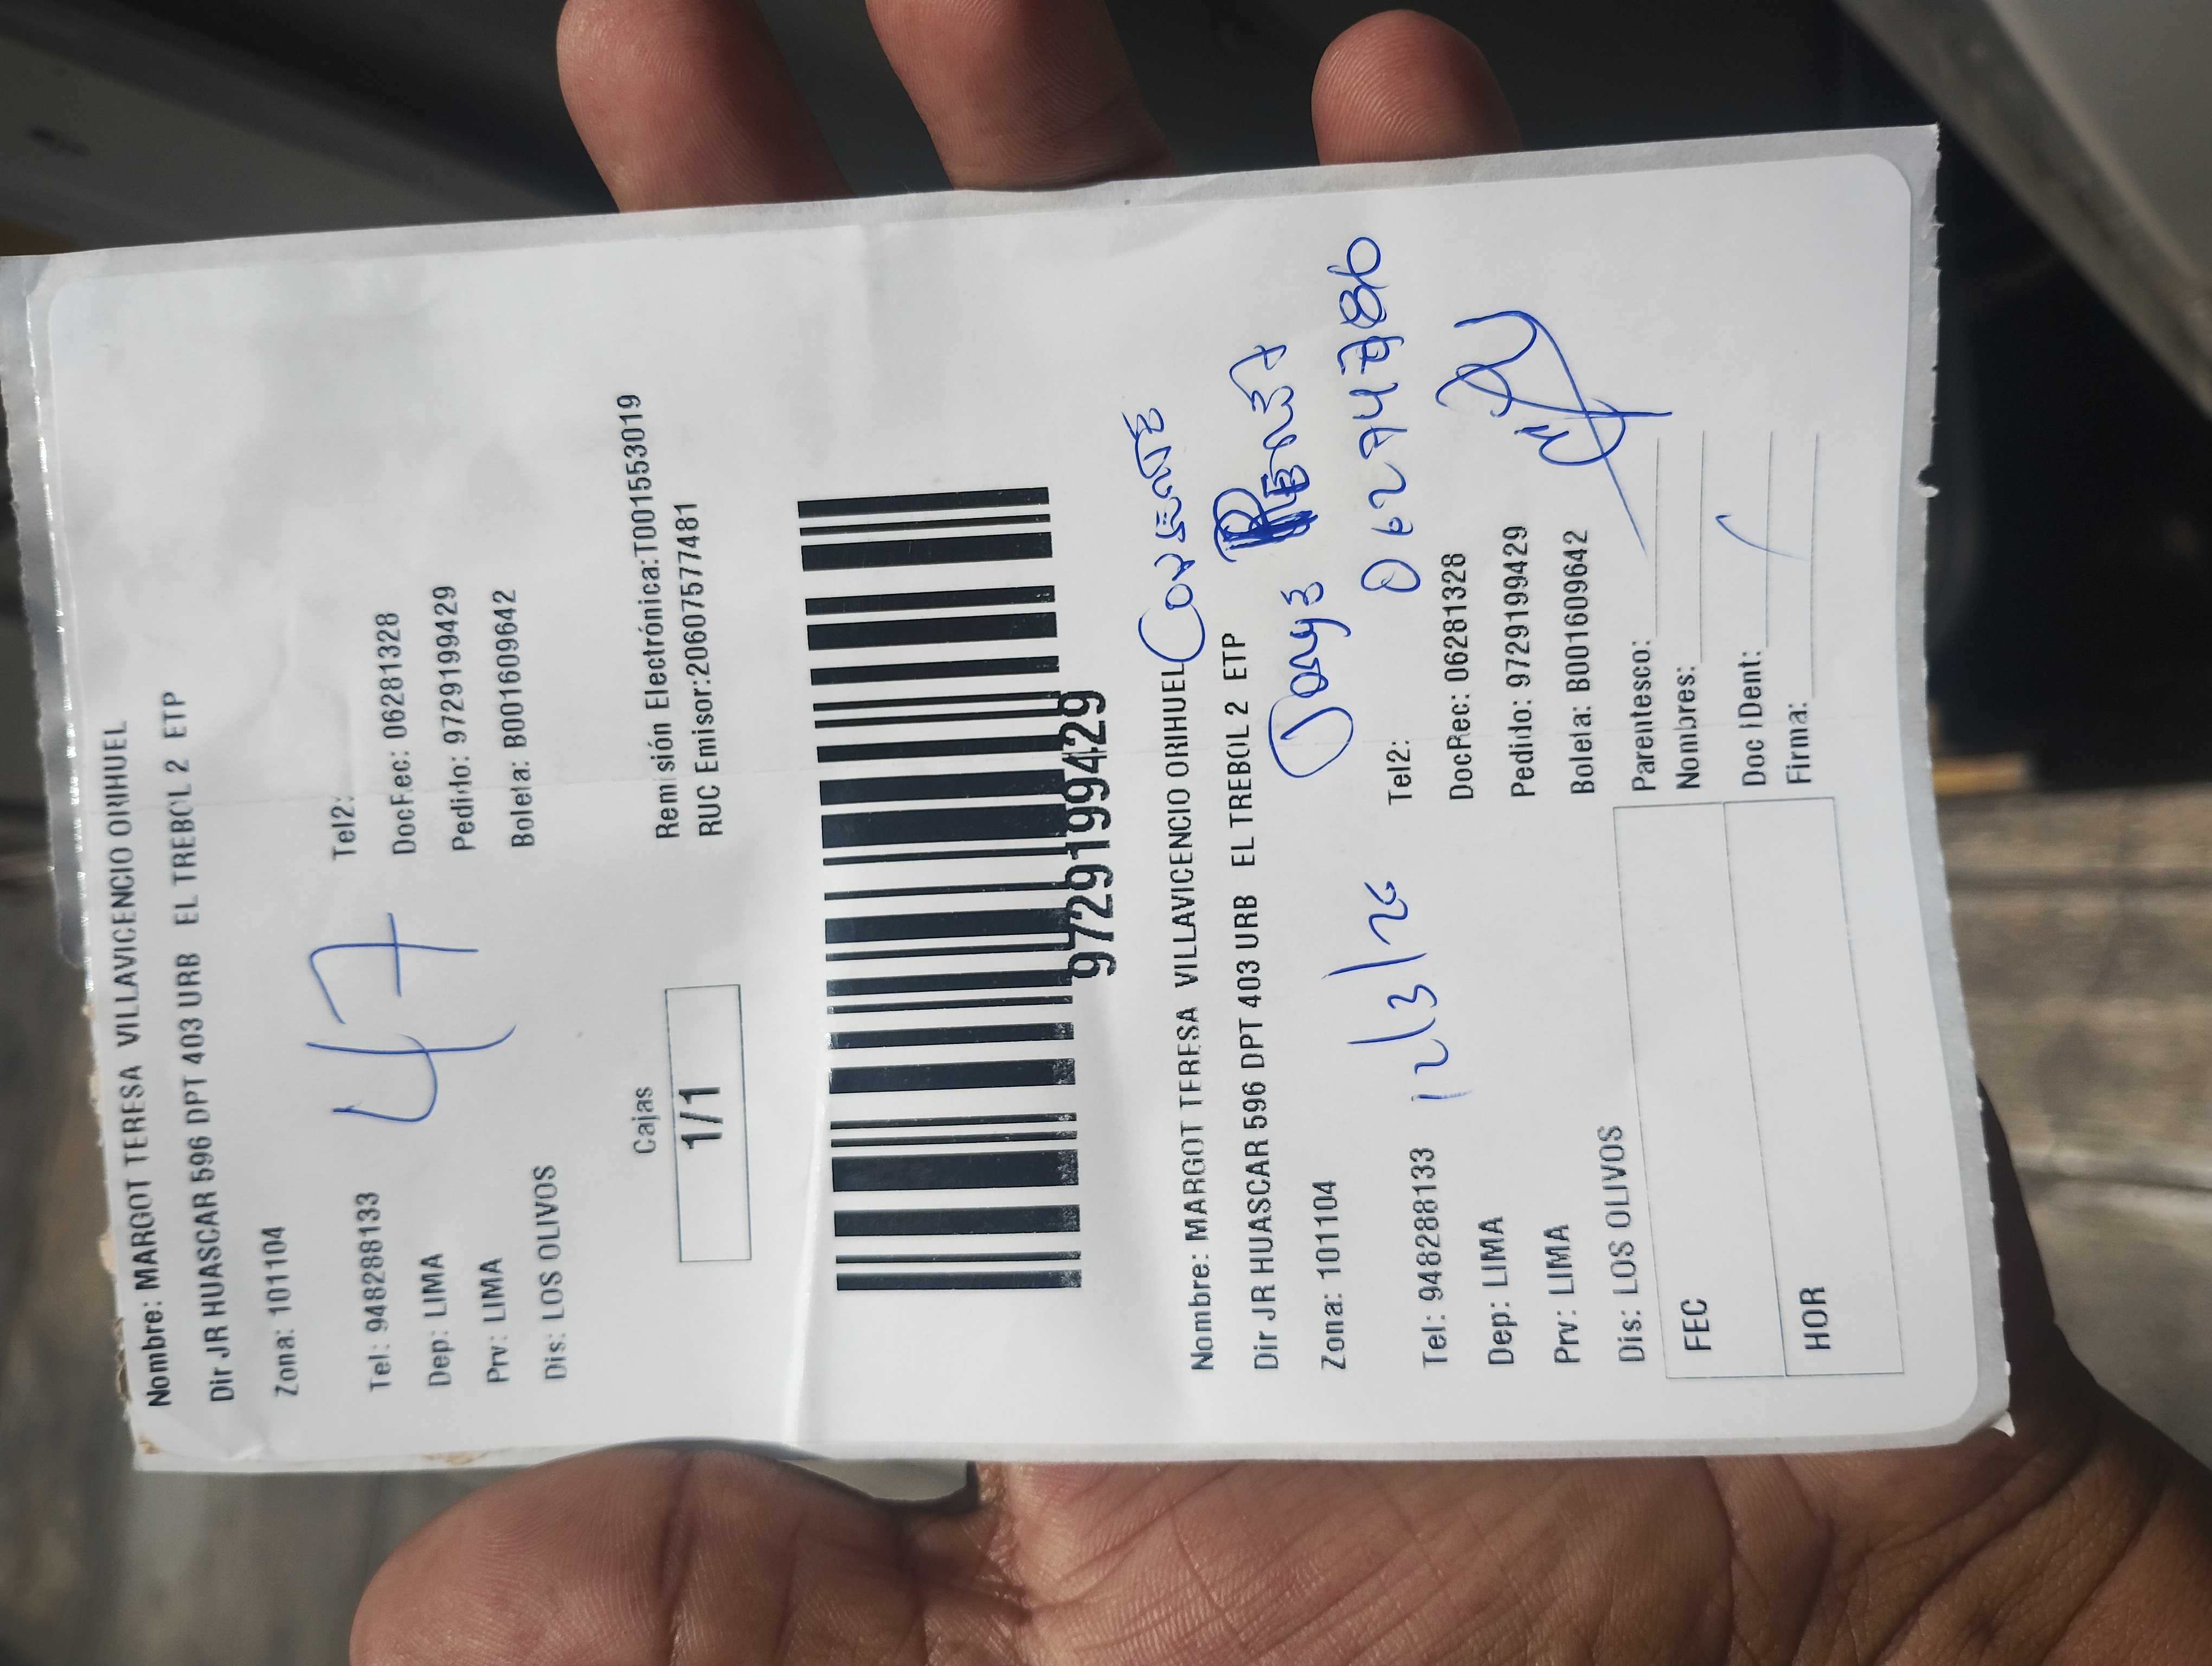 Nombre: MARGOT TERESA VILLAVICENCIO ORIHUEL
Dir JR HUASCAR 596 DPT 403 URB EL TREBOL 2 ETP
Zona: 101104
47
Tel: 948288133 Tel2:
Dep: LIMA DocRec: 06281328
Prv: LIMA Pedido: 9729199429
Dis: LOS OLIVOS Boleta: B001609642
Cajas
1/1
Remisión Electrónica:T001553019
RUC Emisor:20607577481
9729199429
Nombre: MARGOT TERESA VILLAVICENCIO ORIHUEL
Dir JR HUASCAR 596 DPT 403 URB EL TREBOL 2 ETP
Zona: 101104
12/3/26
Tel: 948288133 Tel2:
Dep: LIMA DocRec: 06281328
Prv: LIMA Pedido: 9729199429
Dis: LOS OLIVOS Boleta: B001609642
FEC
HOR
Parentesco:
Nombres:
Doc IDent:
Firma: